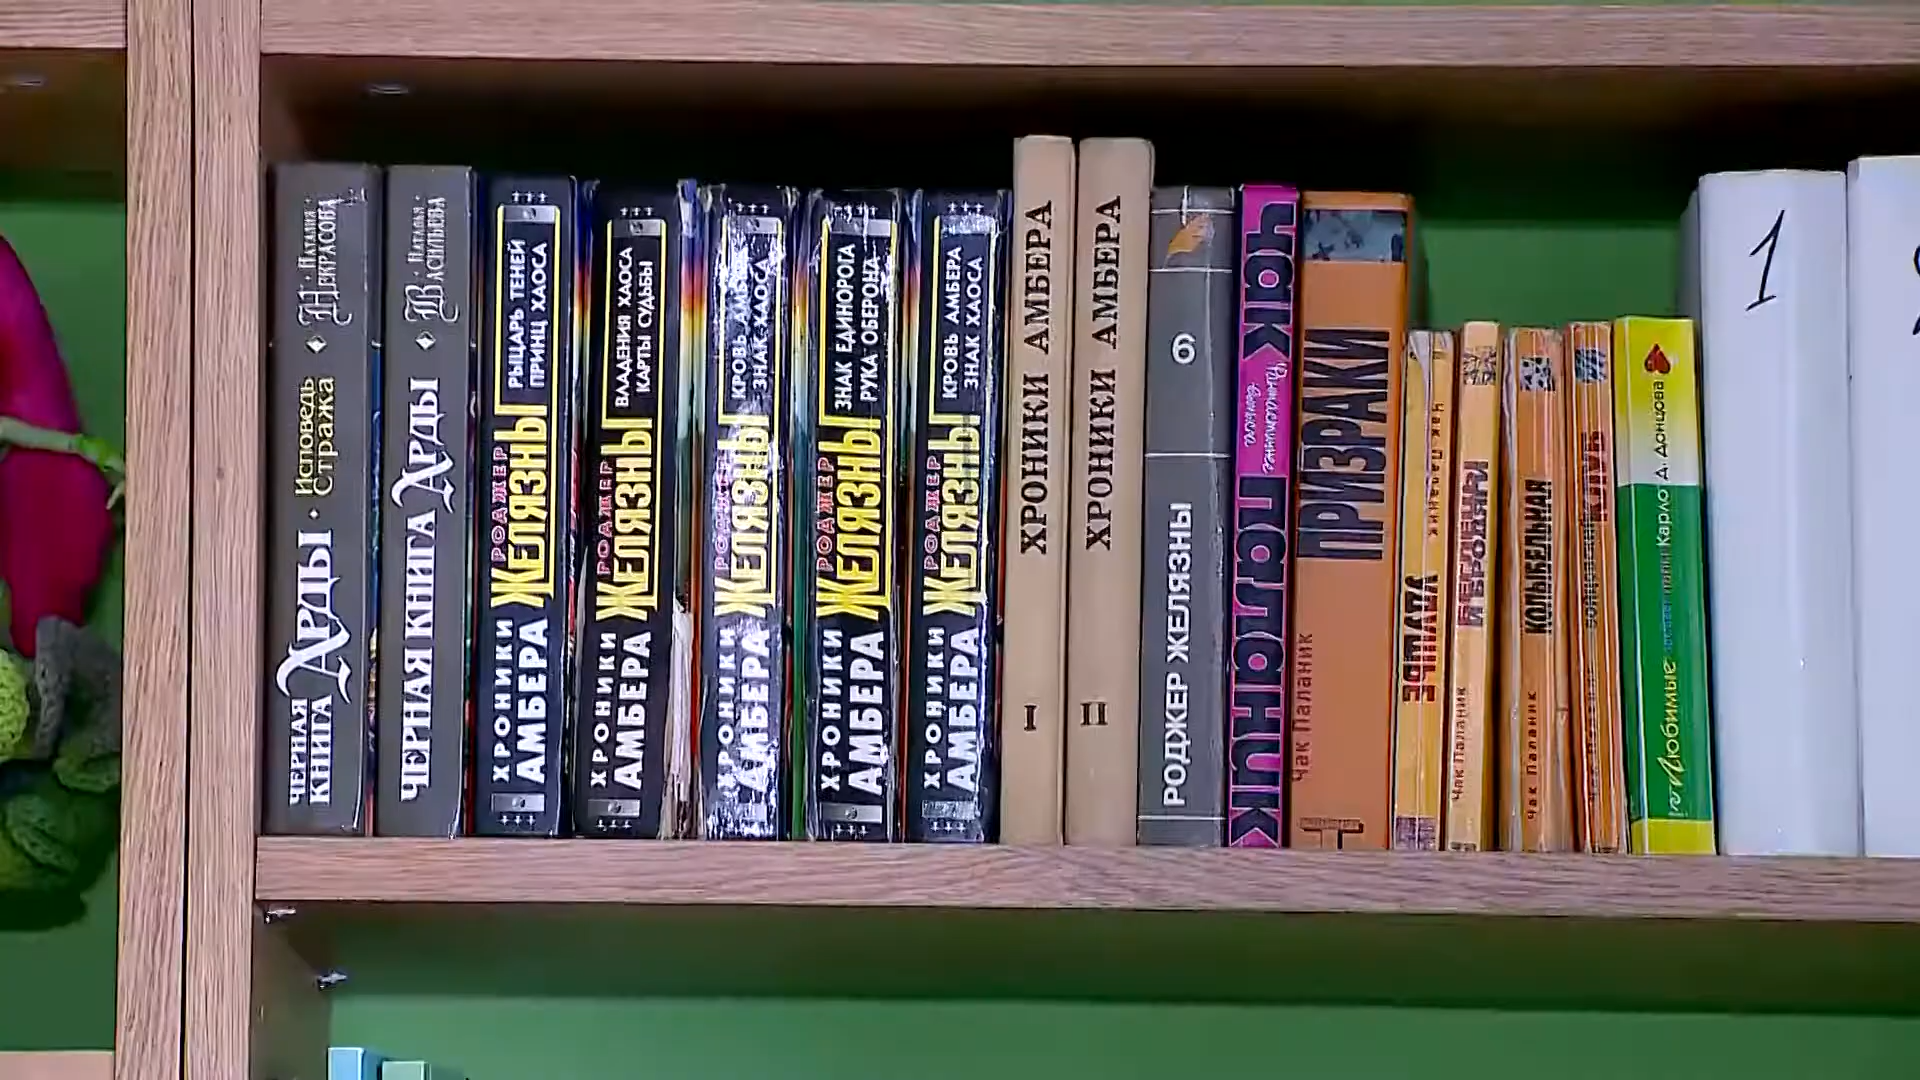 ЧЕРНАЯ
КНИГА АРДЫ · Исповедь
Стража
· НАТАЛИЯ ·
НЕКРАСОВА
ЧЕРНАЯ КНИГА АРДЫ
· НАТАЛЬЯ ·
ВАСИЛЬЕВА
ХРОНИКИ
АМБЕРА
РОДЖЕР
ЖЕЛЯЗНЫ
РЫЦАРЬ ТЕНЕЙ
ПРИНЦ ХАОСА
ХРОНИКИ
АМБЕРА
РОДЖЕР
ЖЕЛЯЗНЫ
ВЛАДЕНИЯ ХАОСА
КАРТЫ СУДЬБЫ
ХРОНИКИ
АМБЕРА
РОДЖЕР
ЖЕЛЯЗНЫ
КРОВЬ АМБЕРА
ЗНАК ХАОСА
ХРОНИКИ
АМБЕРА
РОДЖЕР
ЖЕЛЯЗНЫ
ЗНАК ЕДИНОРОГА
РУКА ОБЕРОНА
ХРОНИКИ
АМБЕРА
РОДЖЕР
ЖЕЛЯЗНЫ
КРОВЬ АМБЕРА
ЗНАК ХАОСА
I ХРОНИКИ АМБЕРА
II ХРОНИКИ АМБЕРА
РОДЖЕР ЖЕЛЯЗНЫ
6
Чак Паланик
Фантастичнее
вымысла
Чак Паланик
ПРИЗРАКИ
УДУШЬЕ
Чак Паланик
Чак Паланик
БЕГЛЕЦЫ
И БРОДЯГИ
Чак Паланик
КОЛЫБЕЛЬНАЯ
КЛУБ
Любимые
папы Карло Д. Донцова
1